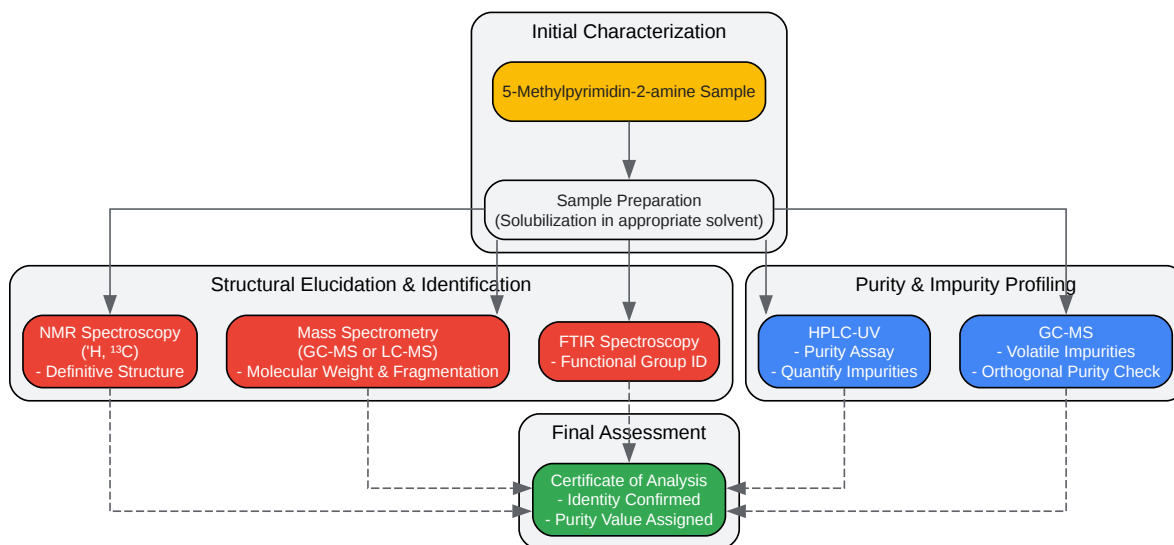 Initial Characterization
5-Methylpyrimidin-2-amine Sample
Sample Preparation
(Solubilization in appropriate solvent)
Structural Elucidation & Identification
NMR Spectroscopy
(¹H, ¹³C)
- Definitive Structure
Mass Spectrometry
(GC-MS or LC-MS)
- Molecular Weight & Fragmentation
FTIR Spectroscopy
- Functional Group ID
Purity & Impurity Profiling
HPLC-UV
- Purity Assay
- Quantify Impurities
GC-MS
- Volatile Impurities
- Orthogonal Purity Check
Final Assessment
Certificate of Analysis
- Identity Confirmed
- Purity Value Assigned